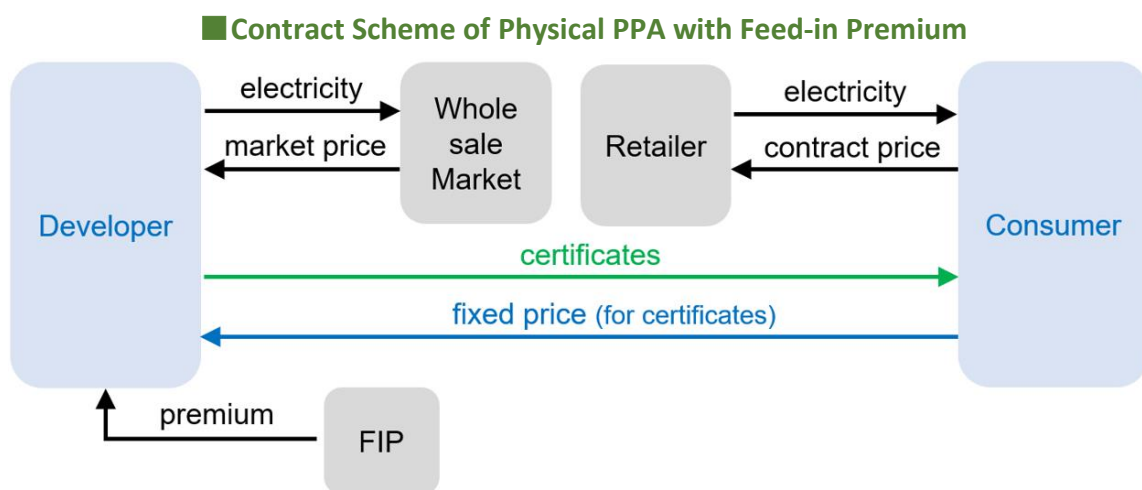 ■Contract Scheme of Physical PPA with Feed-in Premium
electricity
Whole
sale
Market
market price
Retailer
electricity
contract price
Developer
Consumer
certificates
fixed price (for certificates)
premium
FIP